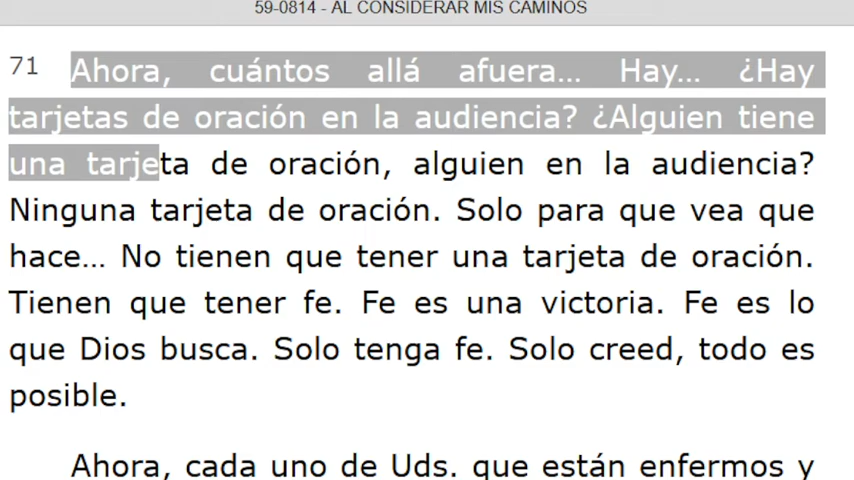 59-0814 - AL CONSIDERAR MIS CAMINOS
71 Ahora, cuántos allá afuera... Hay... ¿Hay
tarjetas de oración en la audiencia? ¿Alguien tiene
una tarjeta de oración, alguien en la audiencia?
Ninguna tarjeta de oración. Solo para que vea que
hace... No tienen que tener una tarjeta de oración.
Tienen que tener fe. Fe es una victoria. Fe es lo
que Dios busca. Solo tenga fe. Solo creed, todo es
posible.
Ahora, cada uno de Uds. que están enfermos y